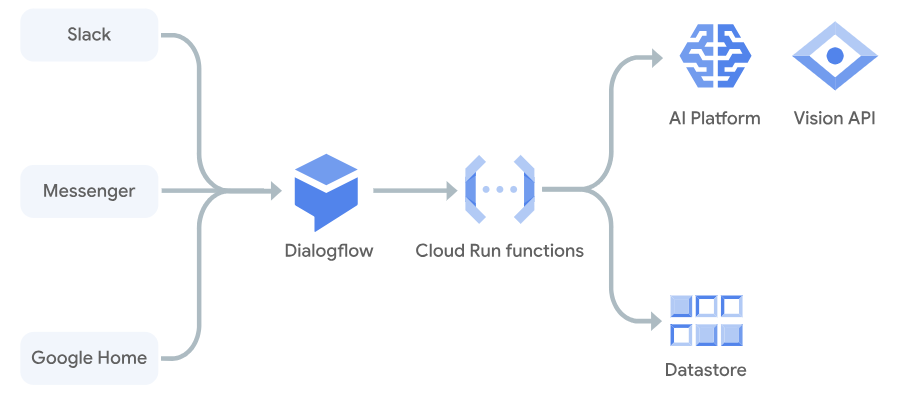 Slack
Messenger
Google Home
Dialogflow
Cloud Run functions
AI Platform
Vision API
Datastore